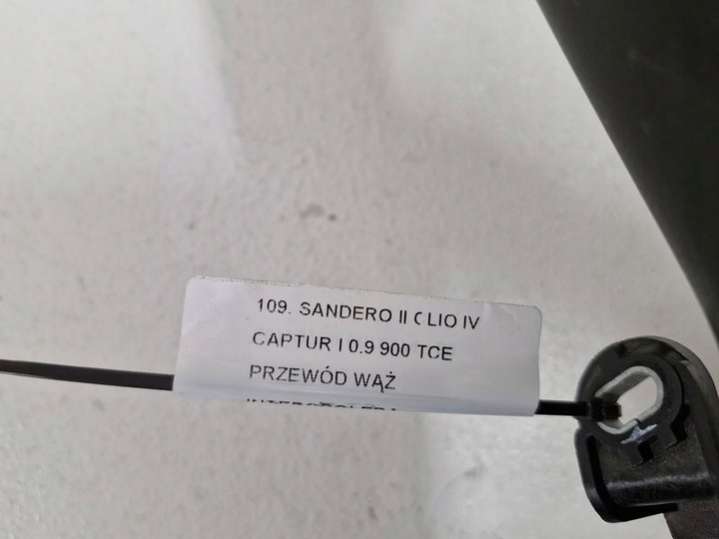 109. SANDERO II CLIO IV
CAPTUR I 0.9 900 TCE
PRZEWÓD WĄŻ